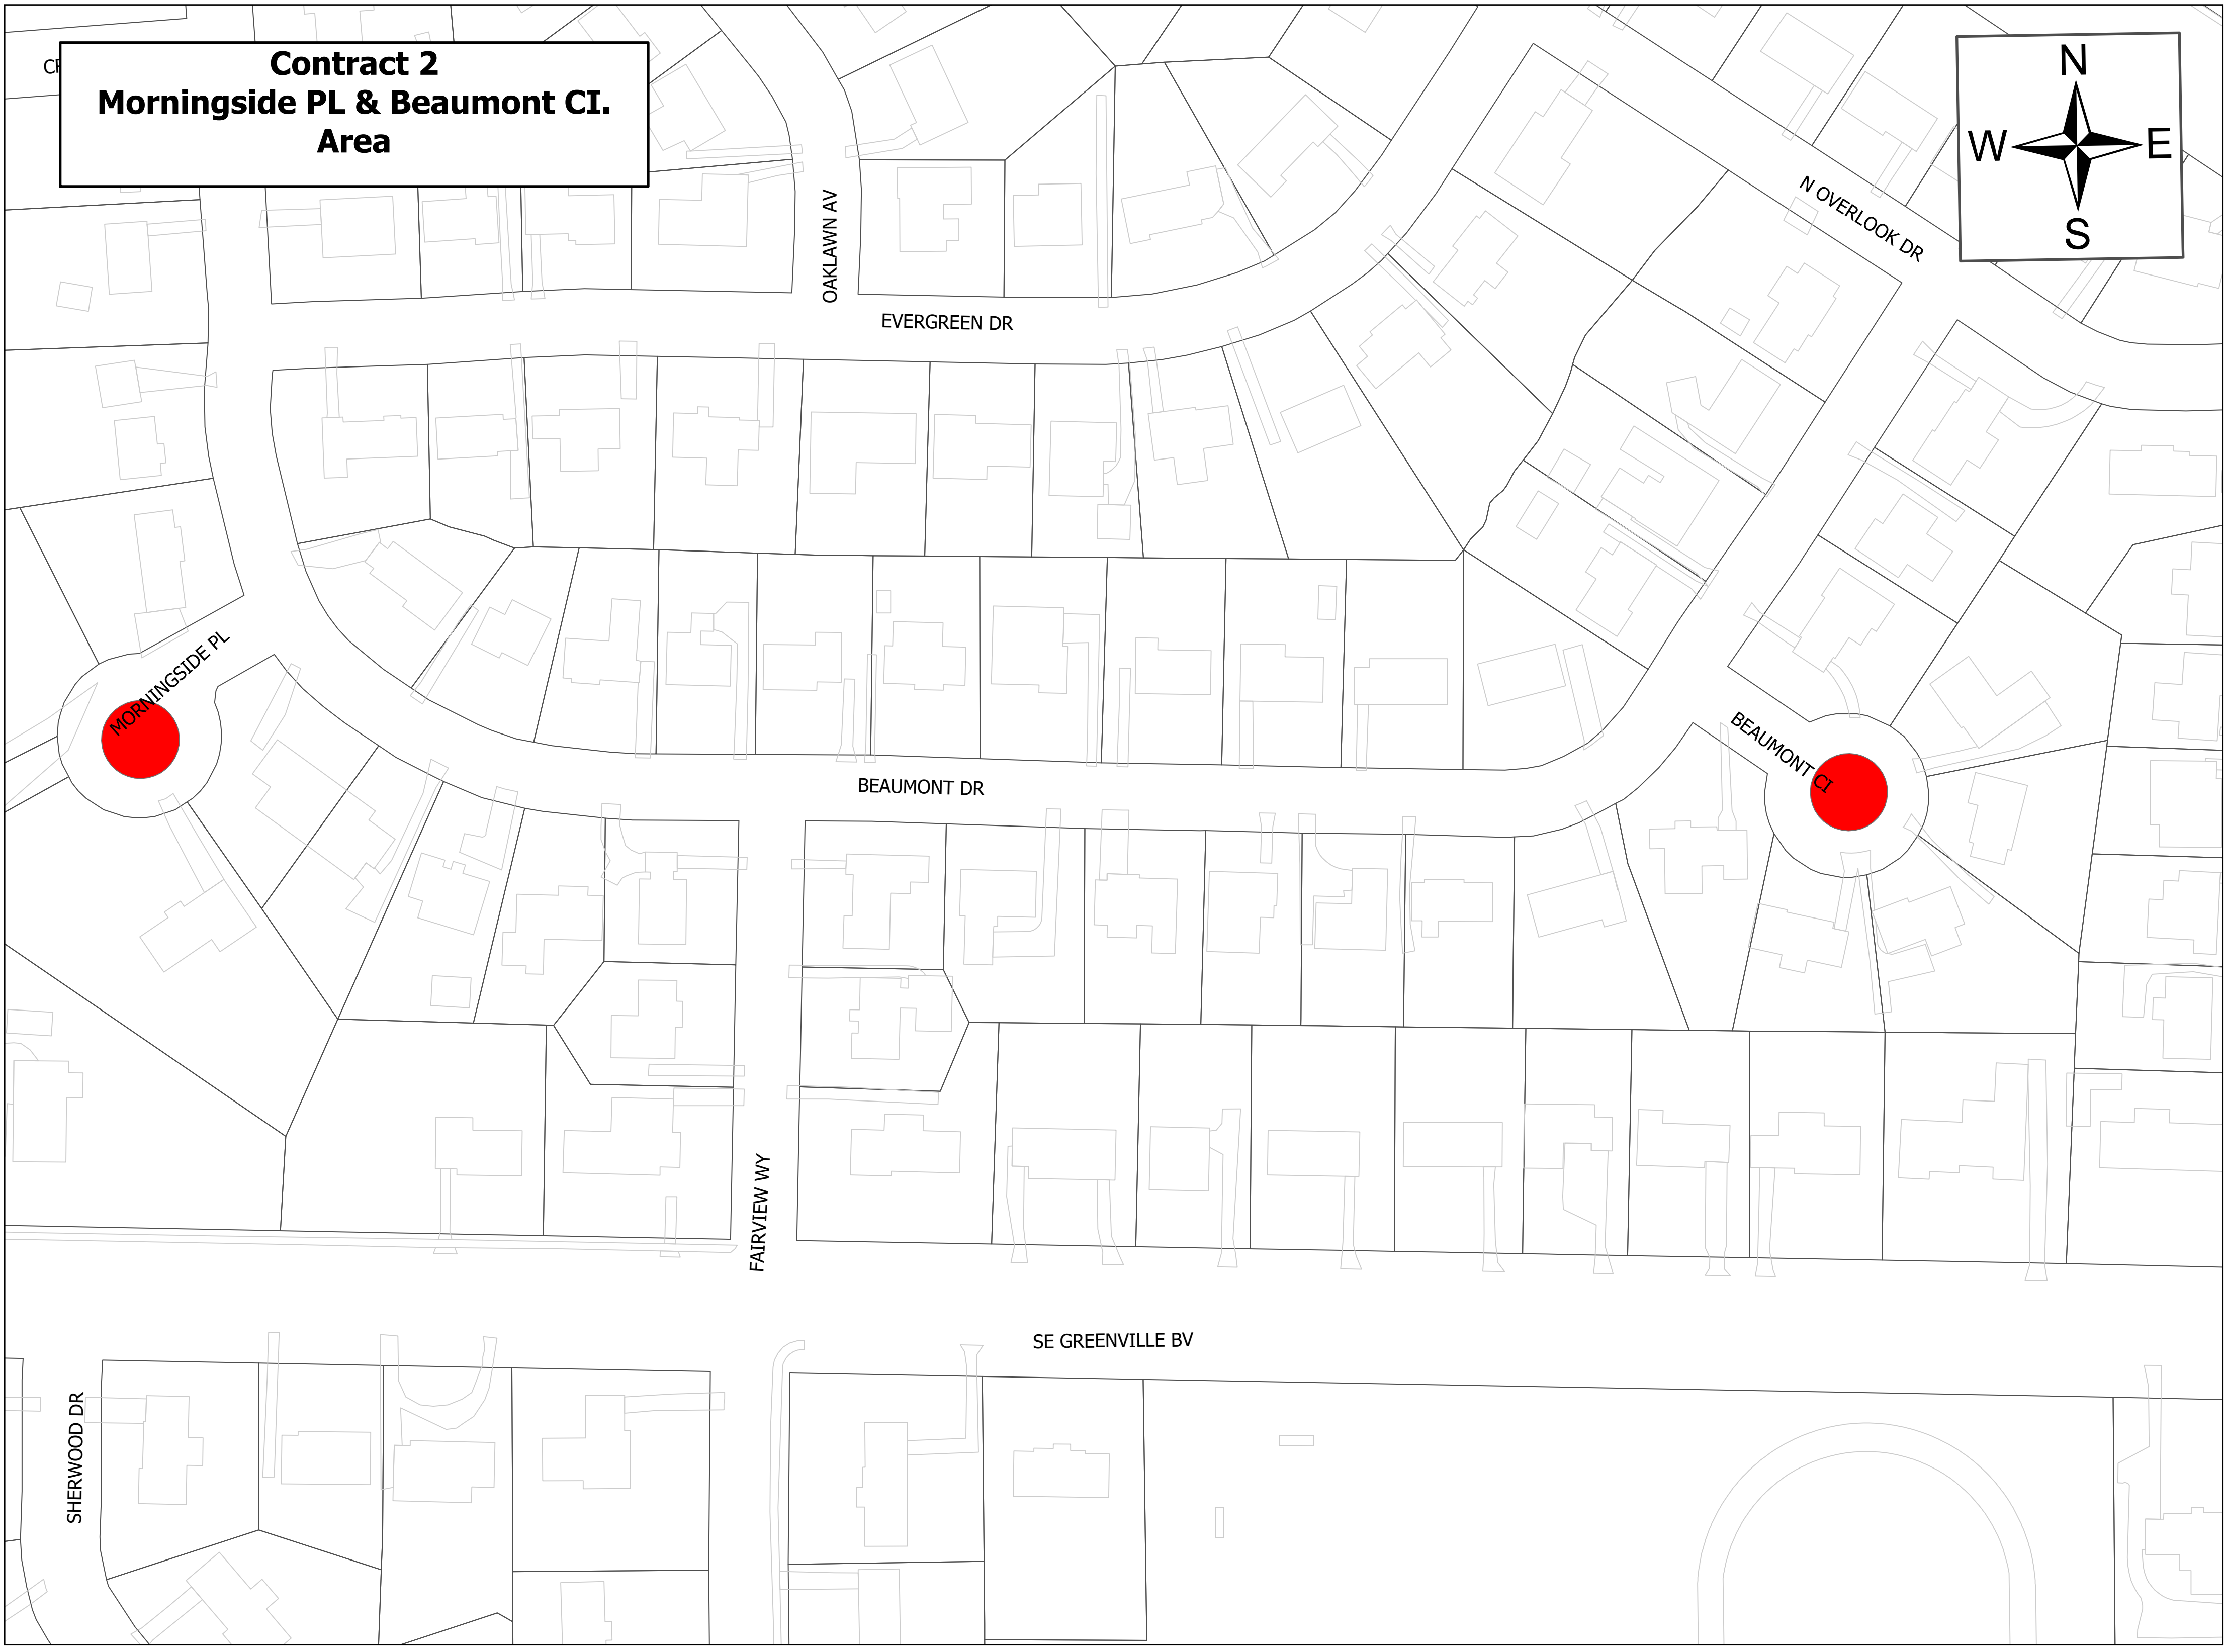 Contract 2
Morningside PL & Beaumont CI.
Area
N
W E
S
N OVERLOOK DR
OAKLAWN AV
EVERGREEN DR
MORNINGSIDE PL
BEAUMONT CI
BEAUMONT DR
FAIRVIEW WY
SE GREENVILLE BV
SHERWOOD DR